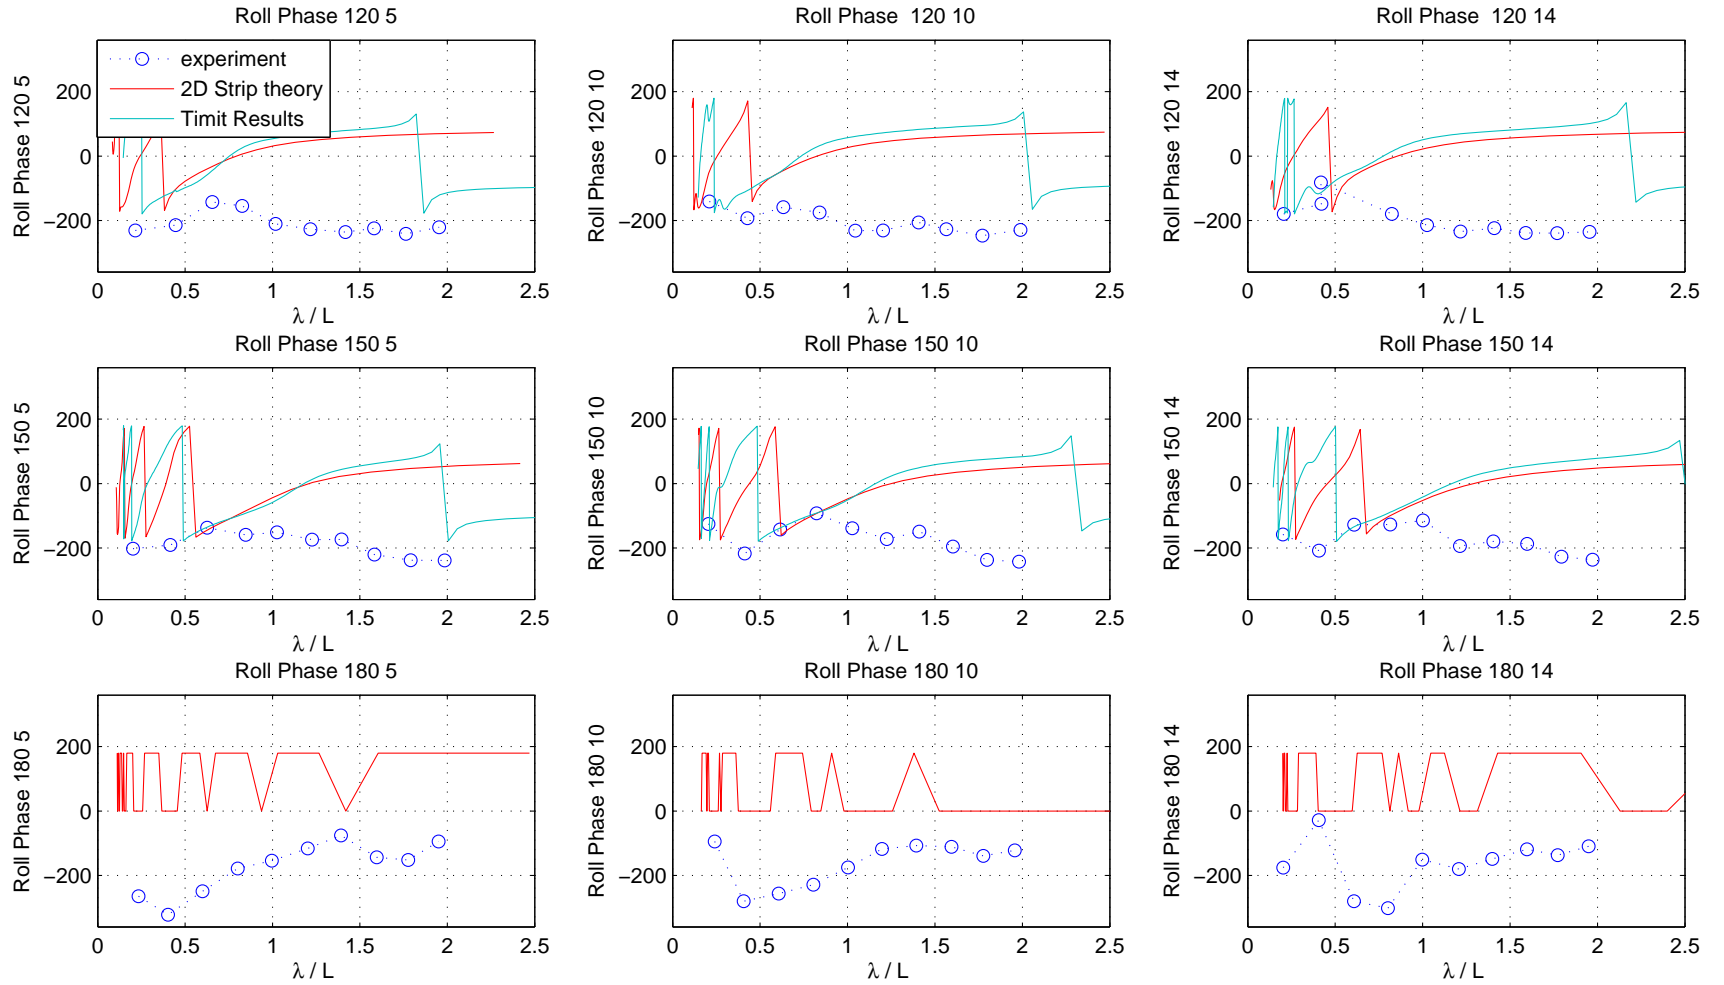 Roll Phase 120 5
Roll Phase 120 5
200
0
−200
0 0.5 1 1.5 2 2.5
λ / L
experiment
2D Strip theory
Timit Results
Roll Phase  120 10
Roll Phase 120 10
200
0
−200
0 0.5 1 1.5 2 2.5
λ / L
Roll Phase  120 14
Roll Phase 120 14
200
0
−200
0 0.5 1 1.5 2 2.5
λ / L
Roll Phase 150 5
Roll Phase 150 5
200
0
−200
0 0.5 1 1.5 2 2.5
λ / L
Roll Phase 150 10
Roll Phase 150 10
200
0
−200
0 0.5 1 1.5 2 2.5
λ / L
Roll Phase 150 14
Roll Phase 150 14
200
0
−200
0 0.5 1 1.5 2 2.5
λ / L
Roll Phase 180 5
Roll Phase 180 5
200
0
−200
0 0.5 1 1.5 2 2.5
λ / L
Roll Phase 180 10
Roll Phase 180 10
200
0
−200
0 0.5 1 1.5 2 2.5
λ / L
Roll Phase 180 14
Roll Phase 180 14
200
0
−200
0 0.5 1 1.5 2 2.5
λ / L